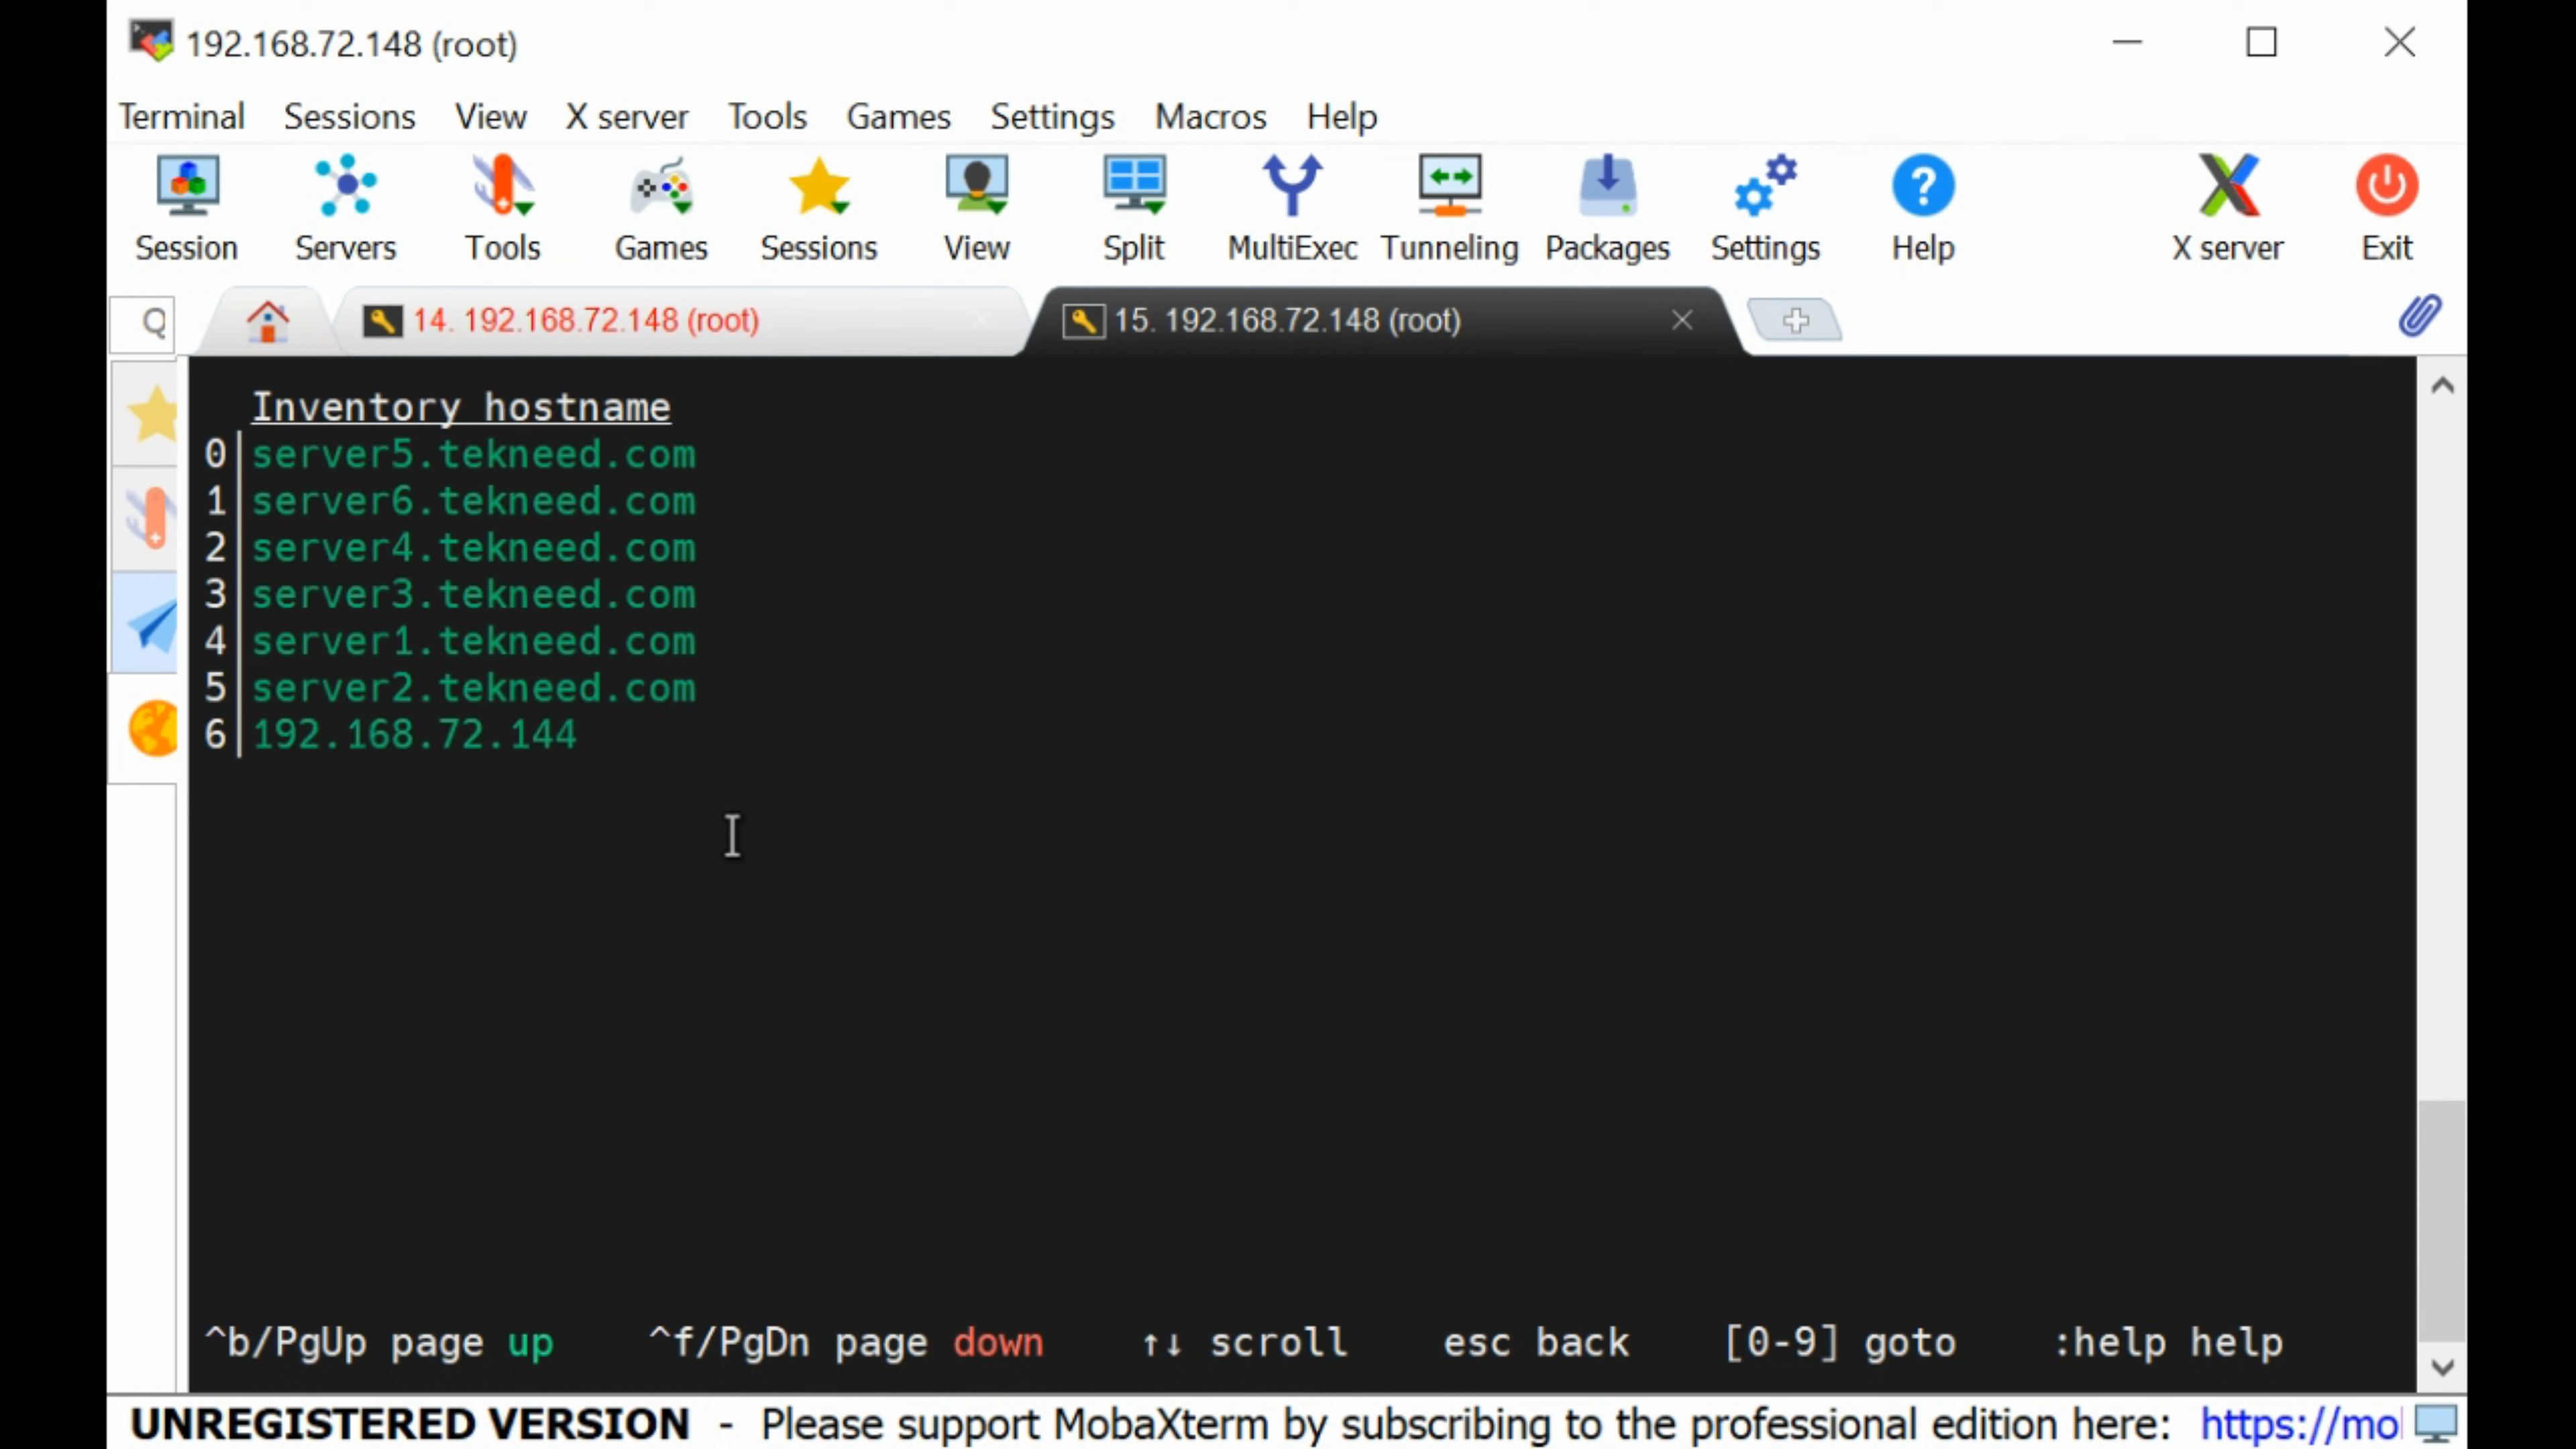 192.168.72.148 (root)
Terminal Sessions View X server Tools Games Settings Macros Help
Session Servers Tools Games Sessions View Split MultiExec Tunneling Packages Settings Help X server Exit
14. 192.168.72.148 (root) 15. 192.168.72.148 (root)
Inventory hostname
0 server5.tekneed.com
1 server6.tekneed.com
2 server4.tekneed.com
3 server3.tekneed.com
4 server1.tekneed.com
5 server2.tekneed.com
6 192.168.72.144
^b/PgUp page up ^f/PgDn page down ↑↓ scroll esc back [0-9] goto :help help
UNREGISTERED VERSION - Please support MobaXterm by subscribing to the professional edition here: https://mo